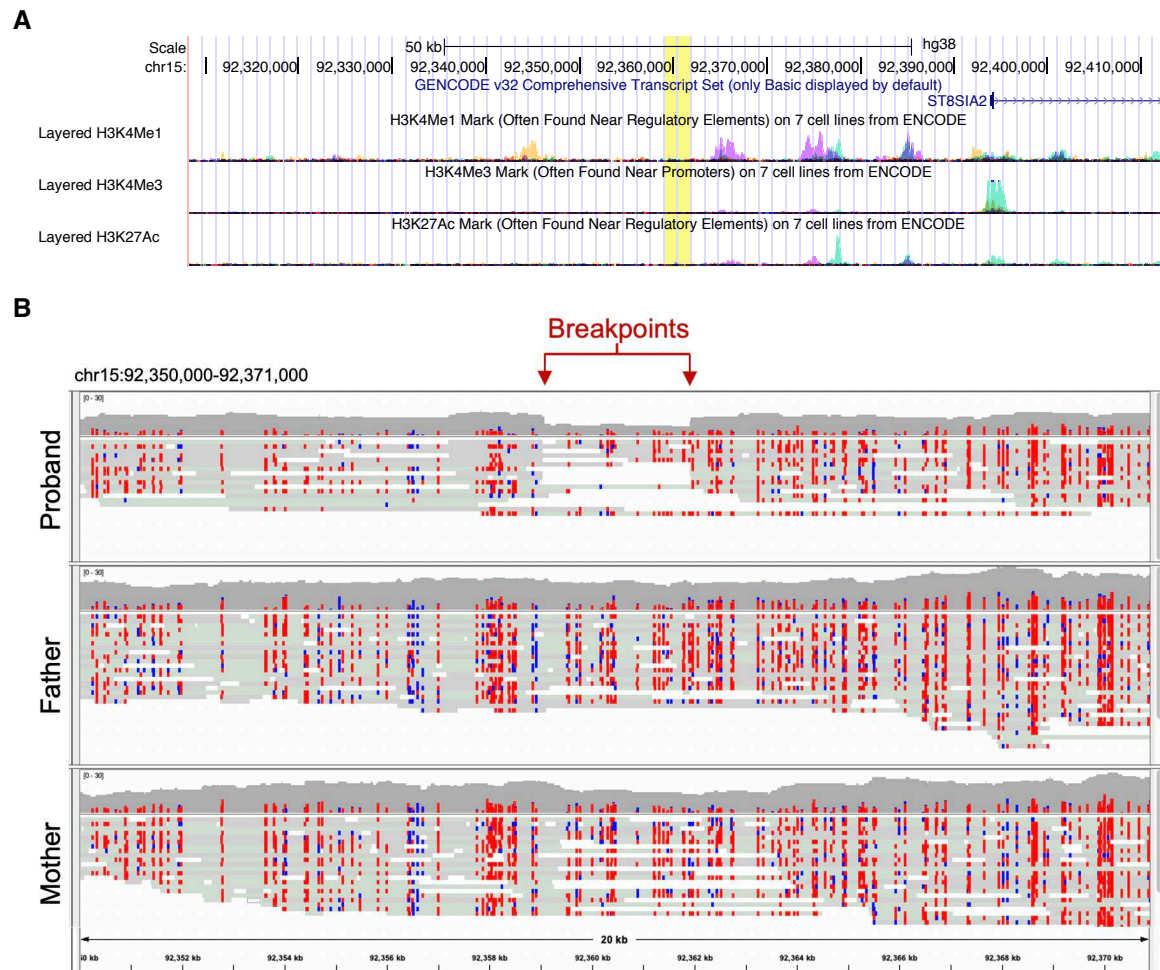 A
Scale 50 kb hg38
chr15: 92,320,000 92,330,000 92,340,000 92,350,000 92,360,000 92,370,000 92,380,000 92,390,000 92,400,000 92,410,000
GENCODE v32 Comprehensive Transcript Set (only Basic displayed by default)
ST8SIA2
H3K4Me1 Mark (Often Found Near Regulatory Elements) on 7 cell lines from ENCODE
Layered H3K4Me1
H3K4Me3 Mark (Often Found Near Promoters) on 7 cell lines from ENCODE
Layered H3K4Me3
H3K27Ac Mark (Often Found Near Regulatory Elements) on 7 cell lines from ENCODE
Layered H3K27Ac
B
Breakpoints
chr15:92,350,000-92,371,000
[0 - 30]
Proband
[0 - 30]
Father
[0 - 30]
Mother
20 kb
50 kb 92,352 kb 92,354 kb 92,356 kb 92,358 kb 92,360 kb 92,362 kb 92,364 kb 92,366 kb 92,368 kb 92,370 kb